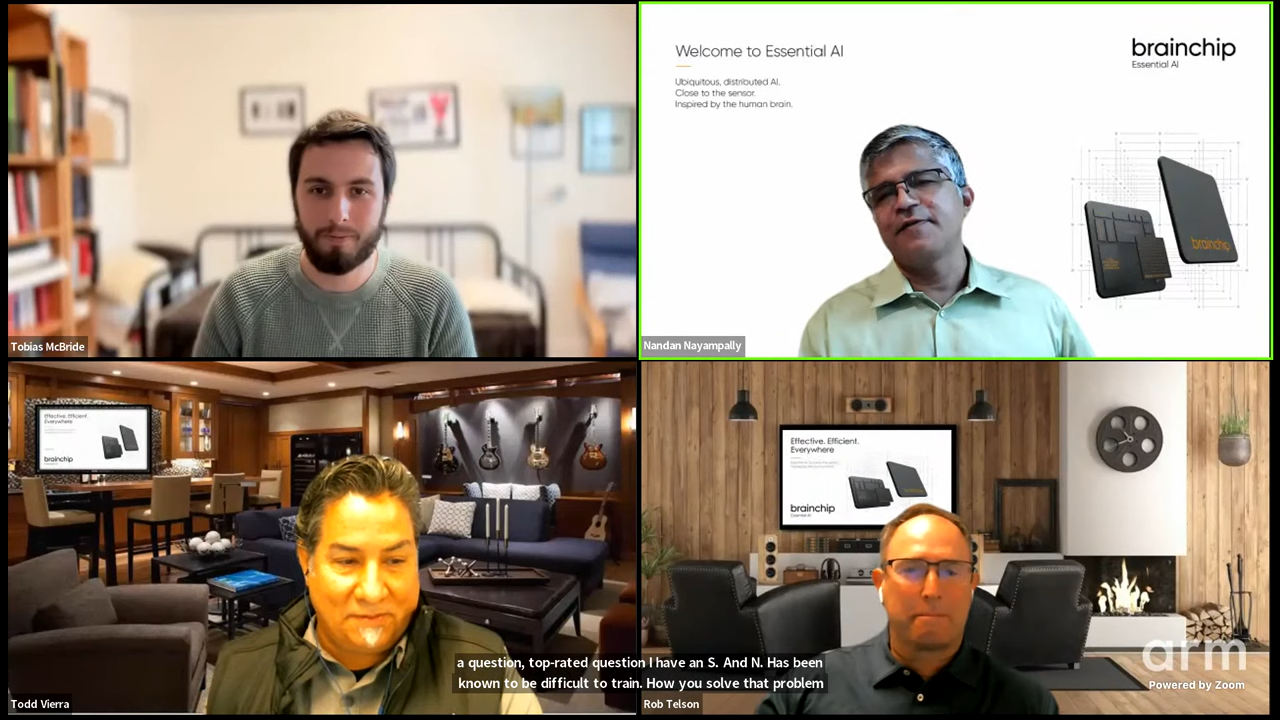 Welcome to Essential AI
Ubiquitous, distributed AI.
Close to the sensor.
Inspired by the human brain.
brainchip
Essential AI
brainchip
Tobias McBride
Nandan Nayampally
Effective. Efficient.
Everywhere
brainchip
Effective. Efficient.
Everywhere
brainchip
Essential AI
a question, top-rated question I have an S. And N. Has been
known to be difficult to train. How you solve that problem
arm
Powered by Zoom
Todd Vierra
Rob Telson